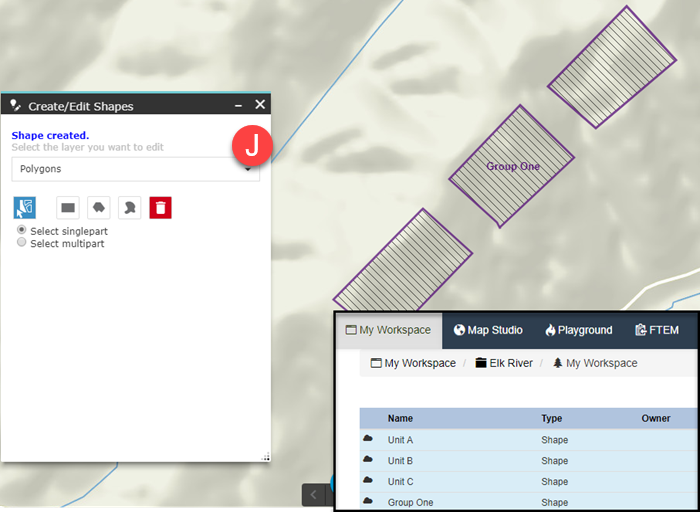 Create/Edit Shapes
Shape created.
Select the layer you want to edit
J
Polygons
Select singlepart
Select multipart
Group One
My Workspace Map Studio Playground FTEM
My Workspace / Elk River / My Workspace
Name Type Owner
Unit A Shape
Unit B Shape
Unit C Shape
Group One Shape